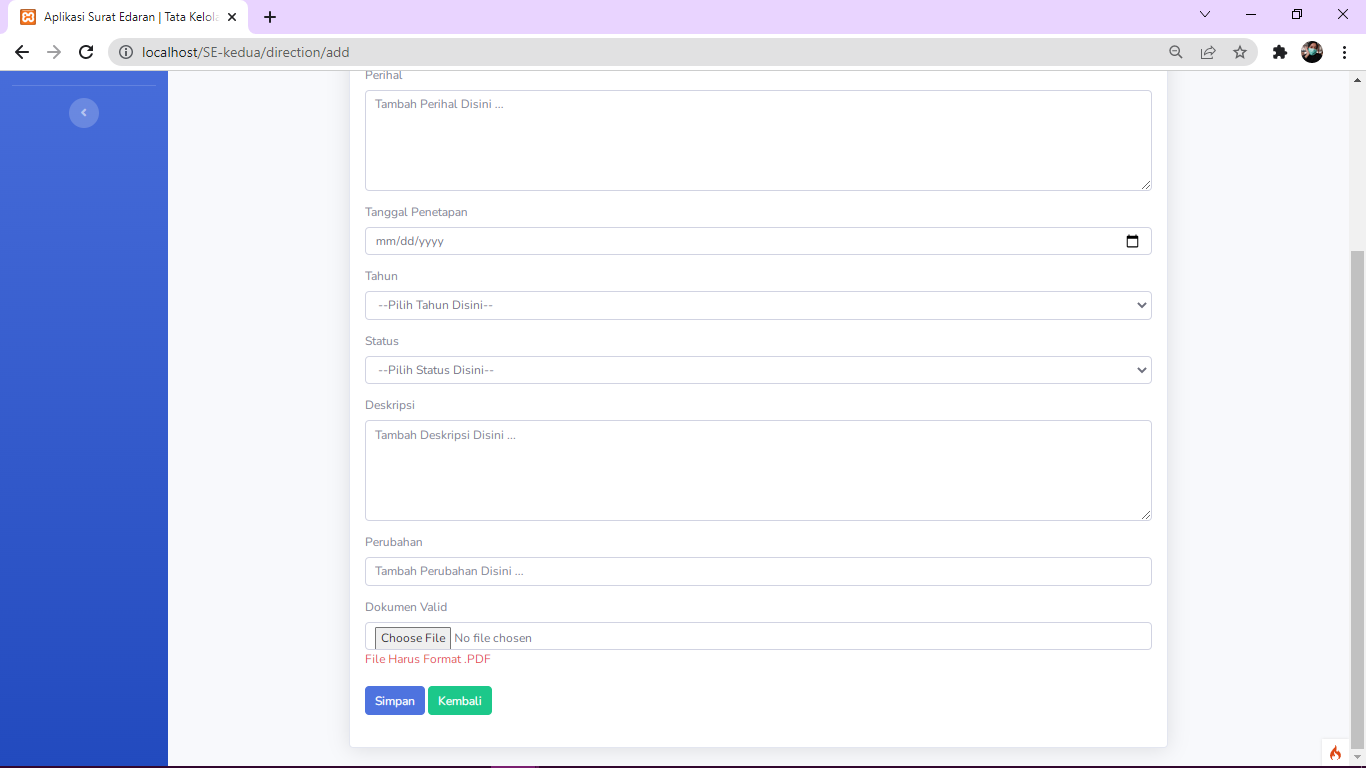 Aplikasi Surat Edaran | Tata Kelola
localhost/SE-kedua/direction/add
Perihal
Tambah Perihal Disini ...
Tanggal Penetapan
mm/dd/yyyy
Tahun
--Pilih Tahun Disini--
Status
--Pilih Status Disini--
Deskripsi
Tambah Deskripsi Disini ...
Perubahan
Tambah Perubahan Disini ...
Dokumen Valid
Choose File No file chosen
File Harus Format .PDF
Simpan Kembali